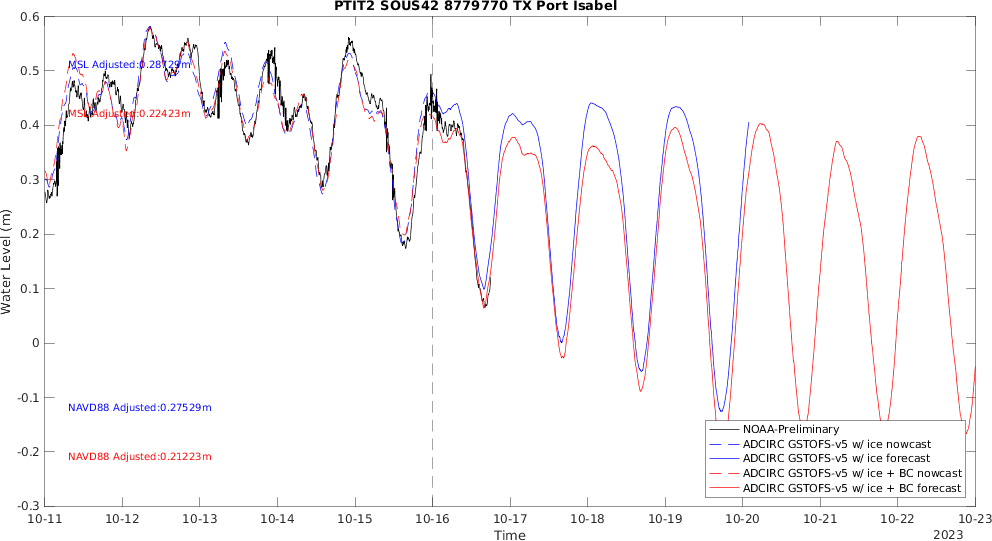 PTIT2 SOUS42 8779770 TX Port Isabel
0.6
0.5
0.4
0.3
0.2
0.1
0
-0.1
-0.2
-0.3
Water Level (m)
MSL Adjusted:0.28729m
MSL Adjusted:0.22423m
NAVD88 Adjusted:0.27529m
NAVD88 Adjusted:0.21223m
NOAA-Preliminary
ADCIRC GSTOFS-v5 w/ ice nowcast
ADCIRC GSTOFS-v5 w/ ice forecast
ADCIRC GSTOFS-v5 w/ ice + BC nowcast
ADCIRC GSTOFS-v5 w/ ice + BC forecast
10-11 10-12 10-13 10-14 10-15 10-16 10-17 10-18 10-19 10-20 10-21 10-22 10-23
Time
2023